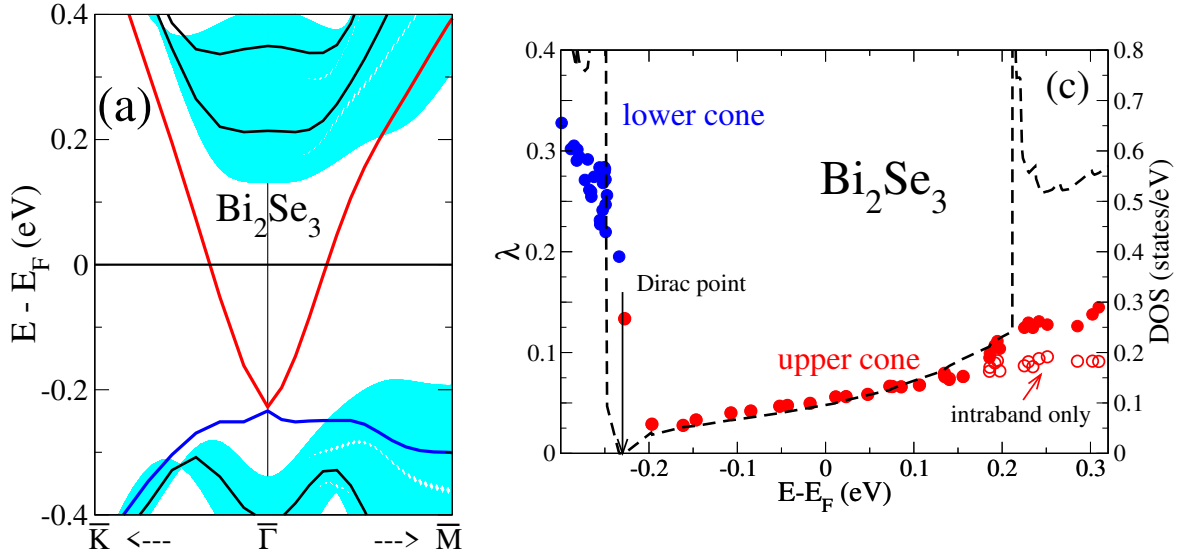 0.4
0.2
0
-0.2
-0.4
E - E_F (eV)
(a)
Bi₂Se₃
K̅ <--- Γ̅ ---> M̅
0.4
0.3
0.2
0.1
0
λ
0.8
0.7
0.6
0.5
0.4
0.3
0.2
0.1
0
DOS (states/eV)
(c)
lower cone
Bi₂Se₃
Dirac point
upper cone
intraband only
-0.2 -0.1 0 0.1 0.2 0.3
E-E_F (eV)